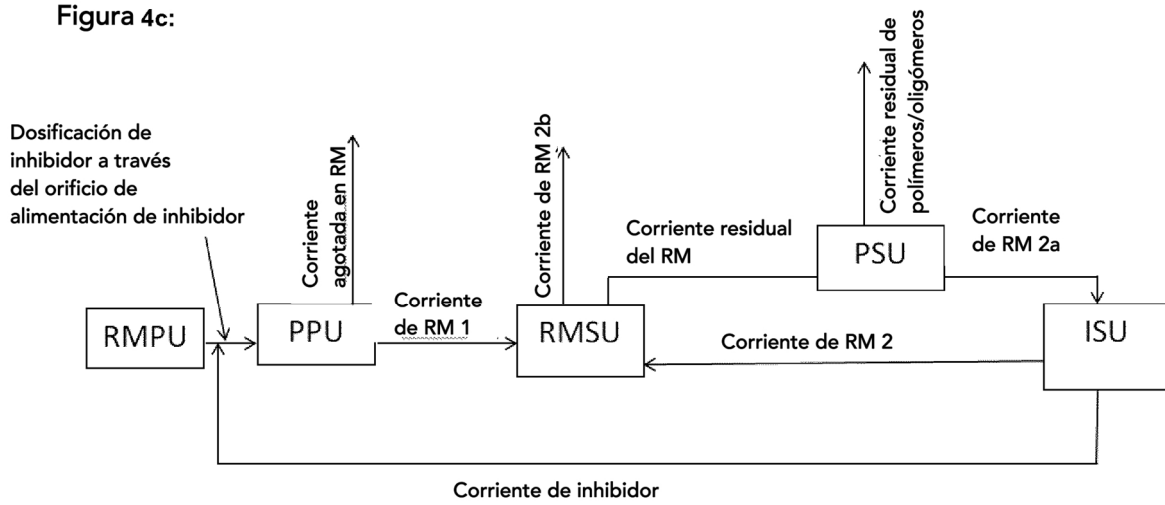 Figura 4c:
Dosificación de
inhibidor a través
del orificio de
alimentación de inhibidor
Corriente
agotada en RM
Corriente de RM 2b
Corriente residual de
polímeros/oligómeros
Corriente residual
del RM
Corriente
de RM 2a
Corriente
de RM 1
RMPU
PPU
RMSU
PSU
ISU
Corriente de RM 2
Corriente de inhibidor